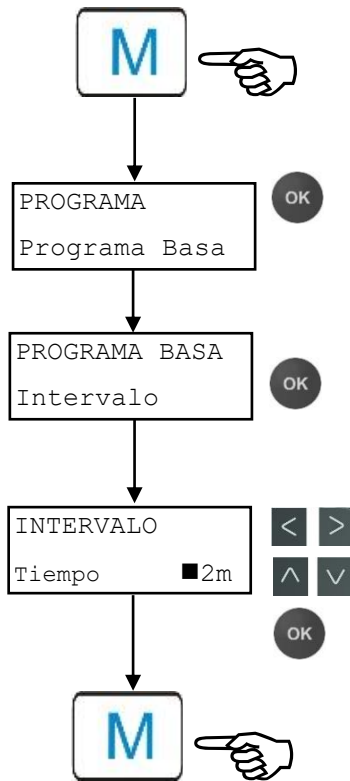 M
PROGRAMA
OK
Programa Basa
PROGRAMA BASA
Intervalo
OK
INTERVALO
< >
Tiempo ■2m
∧ ∨
OK
M